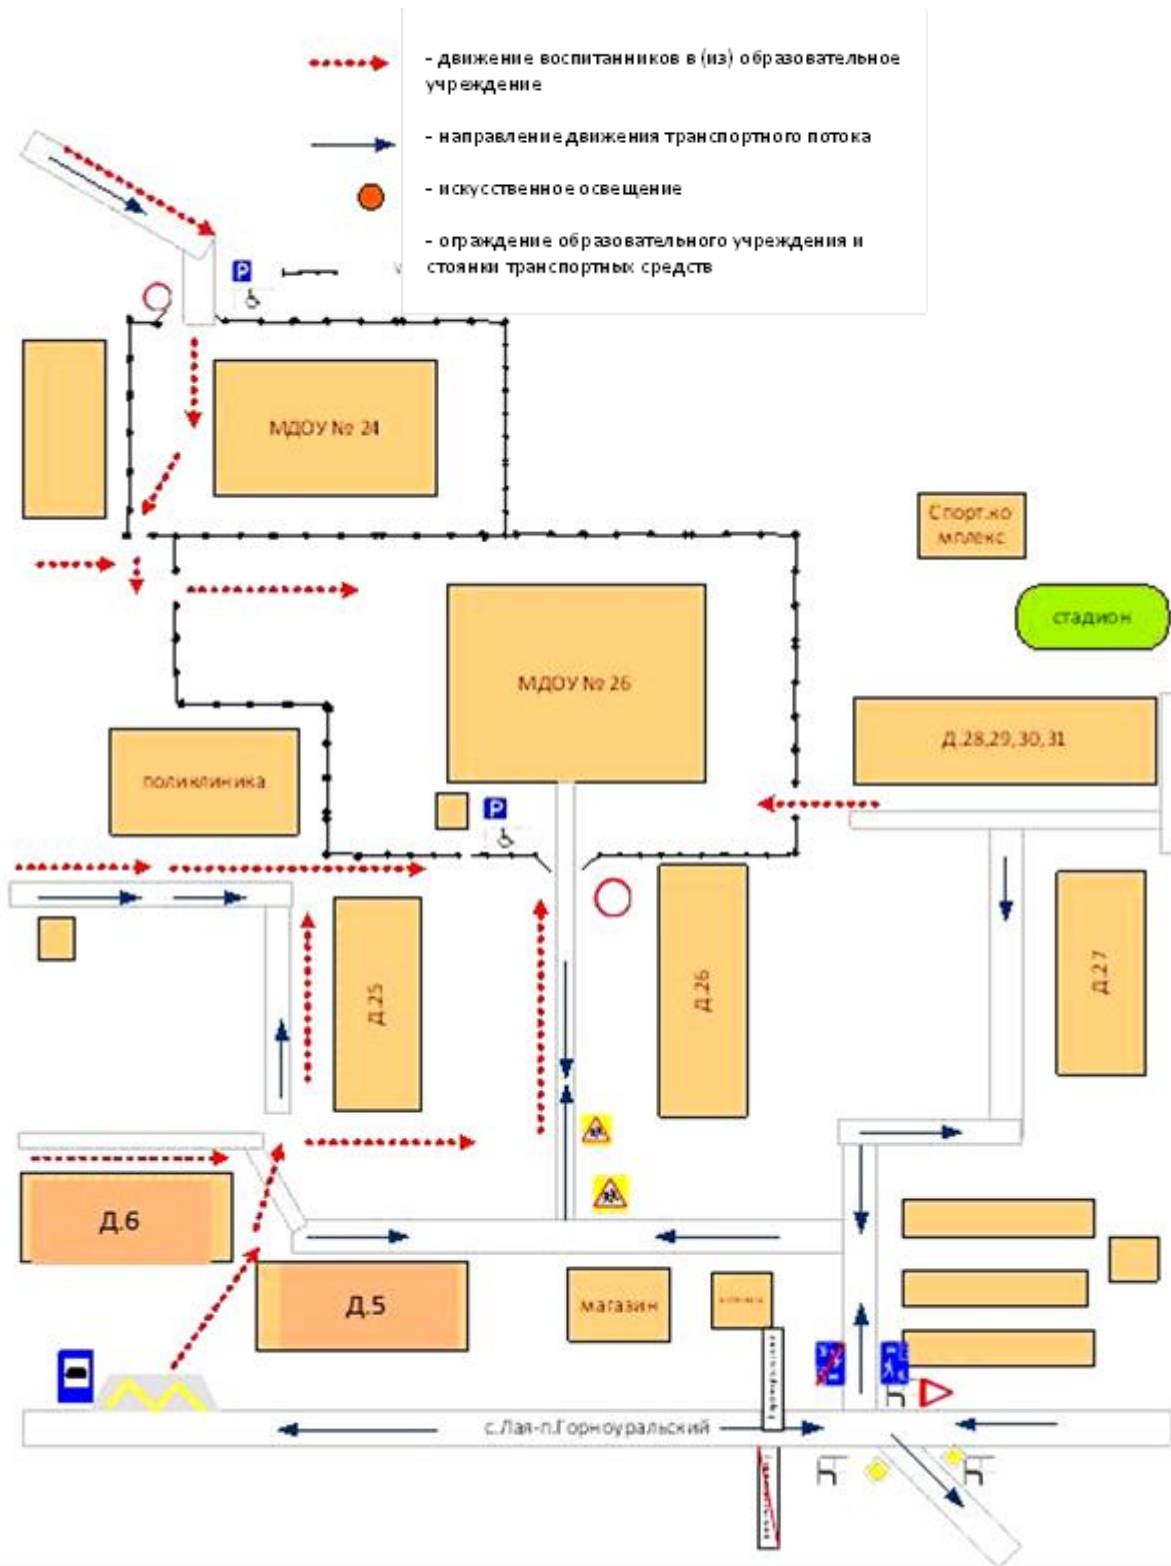 - движение воспитанников в (из) образовательное
учреждение
- направление движения транспортного потока
- искусственное освещение
- ограждение образовательного учреждения и
стоянки транспортных средств
P
МДОУ № 24
Спорт.ко
мплекс
стадион
МДОУ № 26
Д.28,29,30,31
поликлиника
P
Д.25
Д.26
Д.27
Д.6
Д.5
магазин
с.Лая-п.Горноуральский